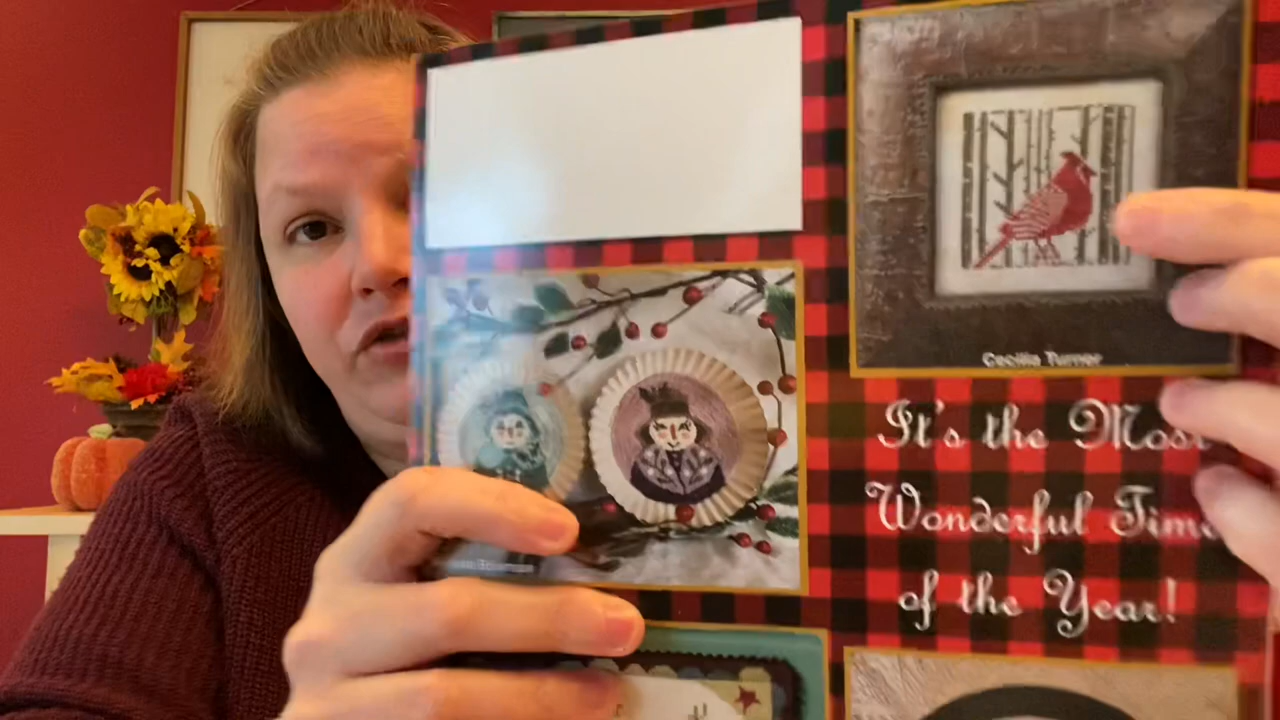 Cecilia Turner
It's the Most
Wonderful Time
of the Year!